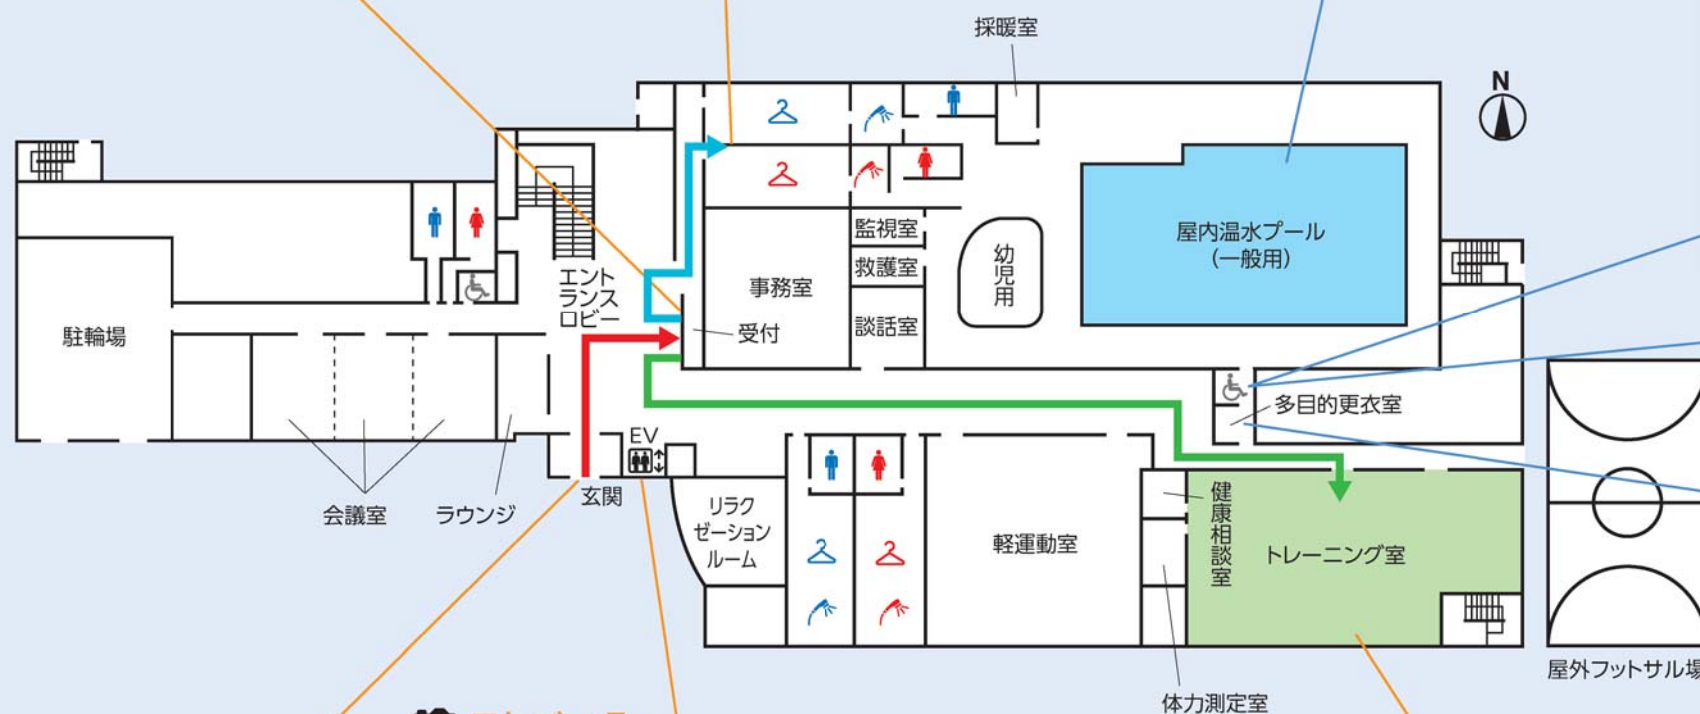 採暖室
N
屋内温水プール
(一般用)
監視室
救護室
談話室
幼児用
事務室
受付
エント
ランス
ロビー
駐輪場
多目的更衣室
EV
玄関
会議室
ラウンジ
リラク
ゼーション
ルーム
軽運動室
健康相談室
トレーニング室
体力測定室
屋外フットサル場